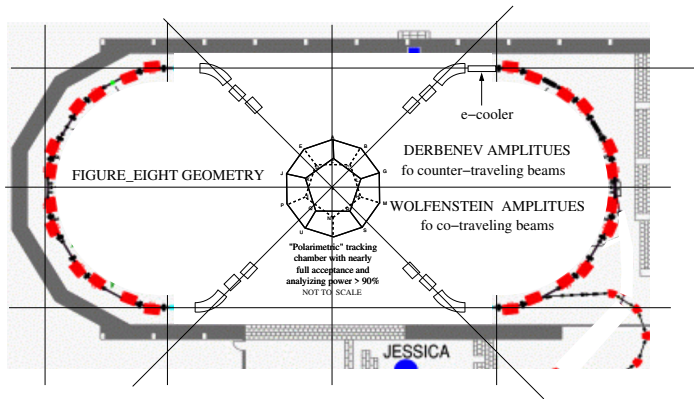 e-cooler
DERBENEV AMPLITUES
fo counter-traveling beams
FIGURE_EIGHT GEOMETRY
WOLFENSTEIN AMPLITUES
fo co-traveling beams
"Polarimetric" tracking
chamber with nearly
full acceptance and
analyizing power > 90%
NOT TO SCALE
JESSICA